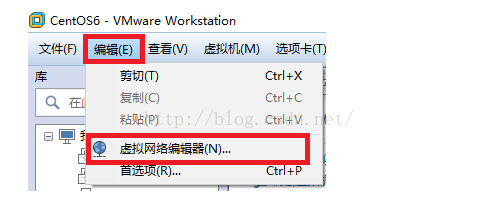 CentOS6 - VMware Workstation
文件(F) 编辑(E) 查看(V) 虚拟机(M) 选项卡(T)
库
剪切(T) Ctrl+X
在
复制(C) Ctrl+C
粘贴(P) Ctrl+V
http://blog.csdn.net/
虚拟网络编辑器(N)...
首选项(R)... Ctrl+P